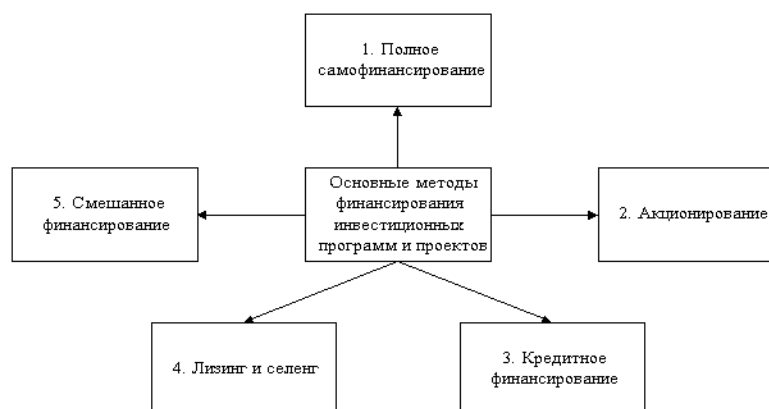 1. Полное
самофинансирование
5. Смешанное
финансирование
Основные методы
финансирования
инвестиционных
программ и проектов
2. Акционирование
4. Лизинг и селенг
3. Кредитное
финансирование